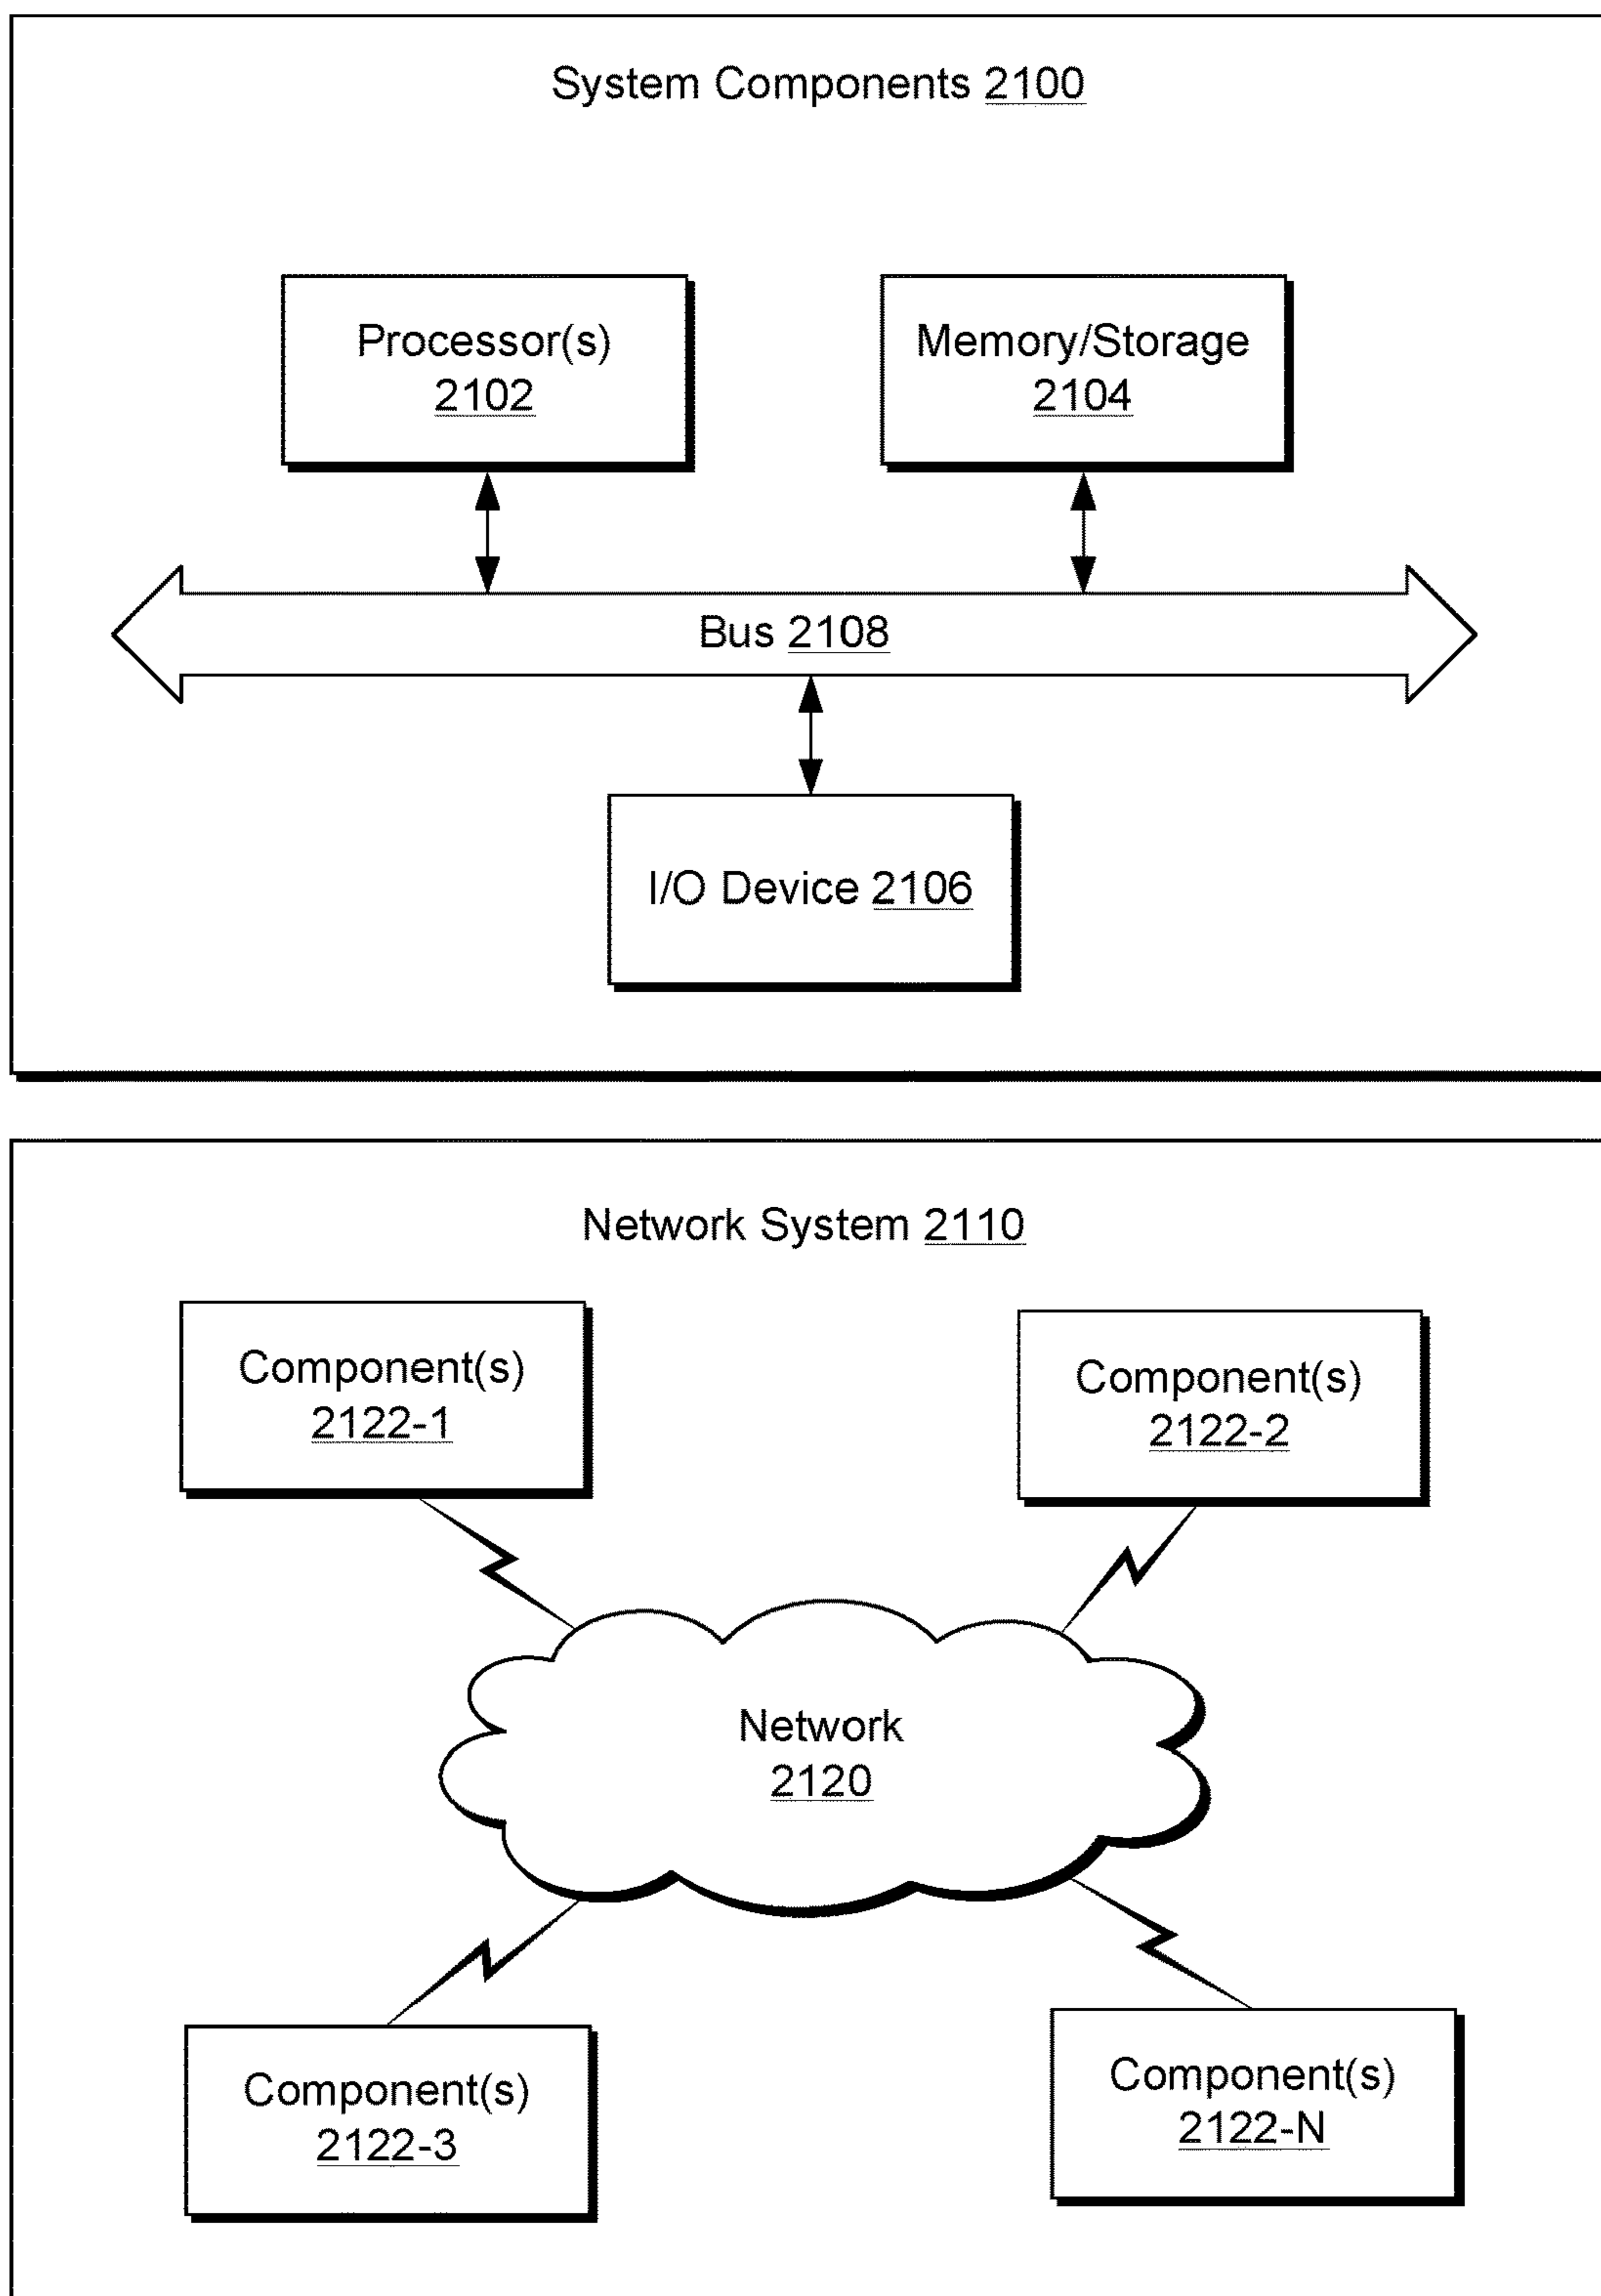 System Components 2100
Processor(s)
2102
Memory/Storage
2104
Bus 2108
I/O Device 2106
Network System 2110
Component(s)
2122-1
Component(s)
2122-2
Network
2120
Component(s)
2122-3
Component(s)
2122-N